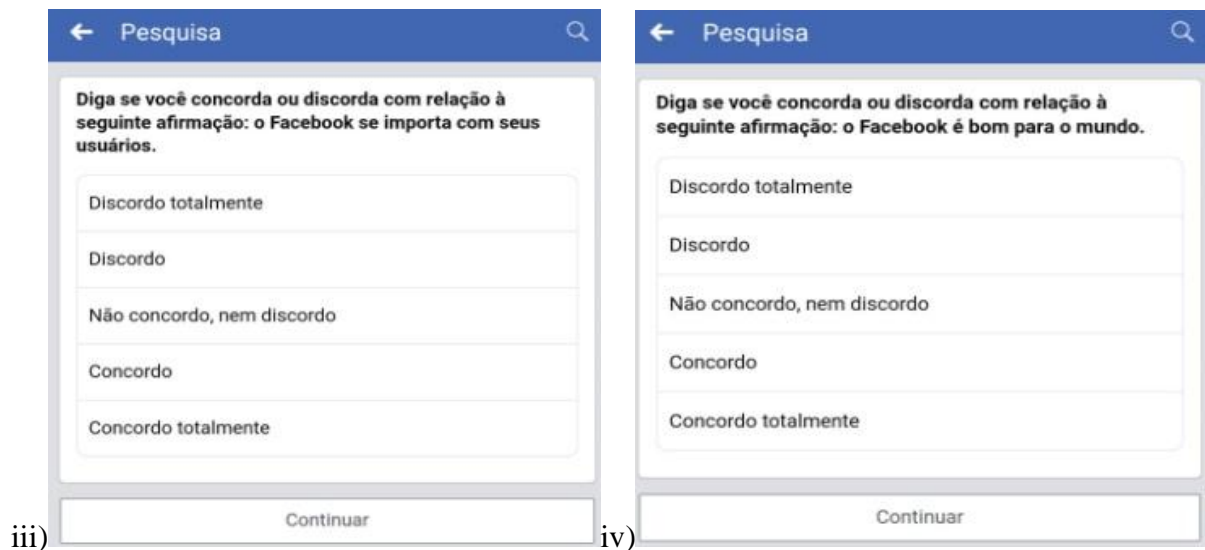 Pesquisa
Diga se você concorda ou discorda com relação à
seguinte afirmação: o Facebook se importa com seus
usuários.
Discordo totalmente
Discordo
Não concordo, nem discordo
Concordo
Concordo totalmente
Continuar
iii)
Pesquisa
Diga se você concorda ou discorda com relação à
seguinte afirmação: o Facebook é bom para o mundo.
Discordo totalmente
Discordo
Não concordo, nem discordo
Concordo
Concordo totalmente
Continuar
iv)